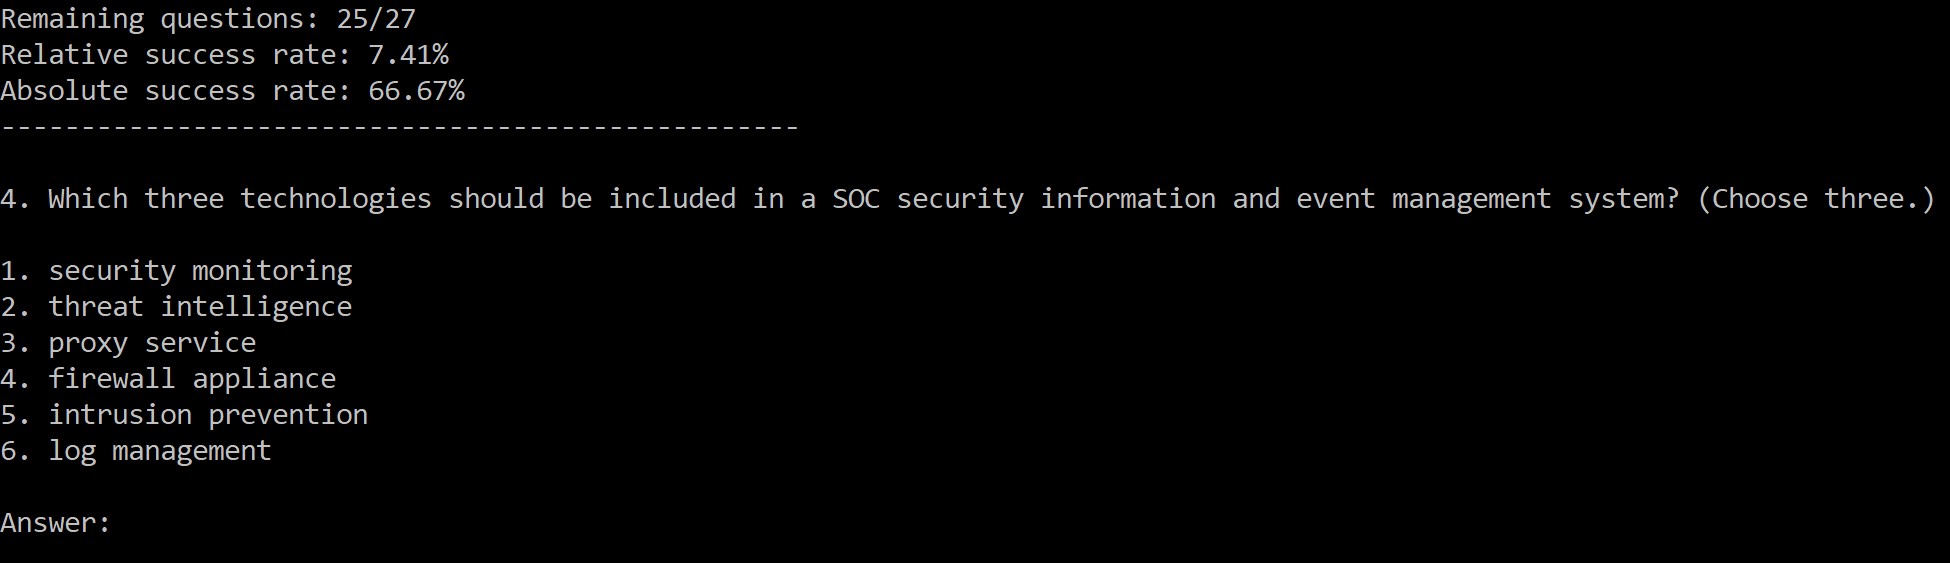 Remaining questions: 25/27
Relative success rate: 7.41%
Absolute success rate: 66.67%
--------------------------------------------------
4. Which three technologies should be included in a SOC security information and event management system? (Choose three.)
1. security monitoring
2. threat intelligence
3. proxy service
4. firewall appliance
5. intrusion prevention
6. log management
Answer: